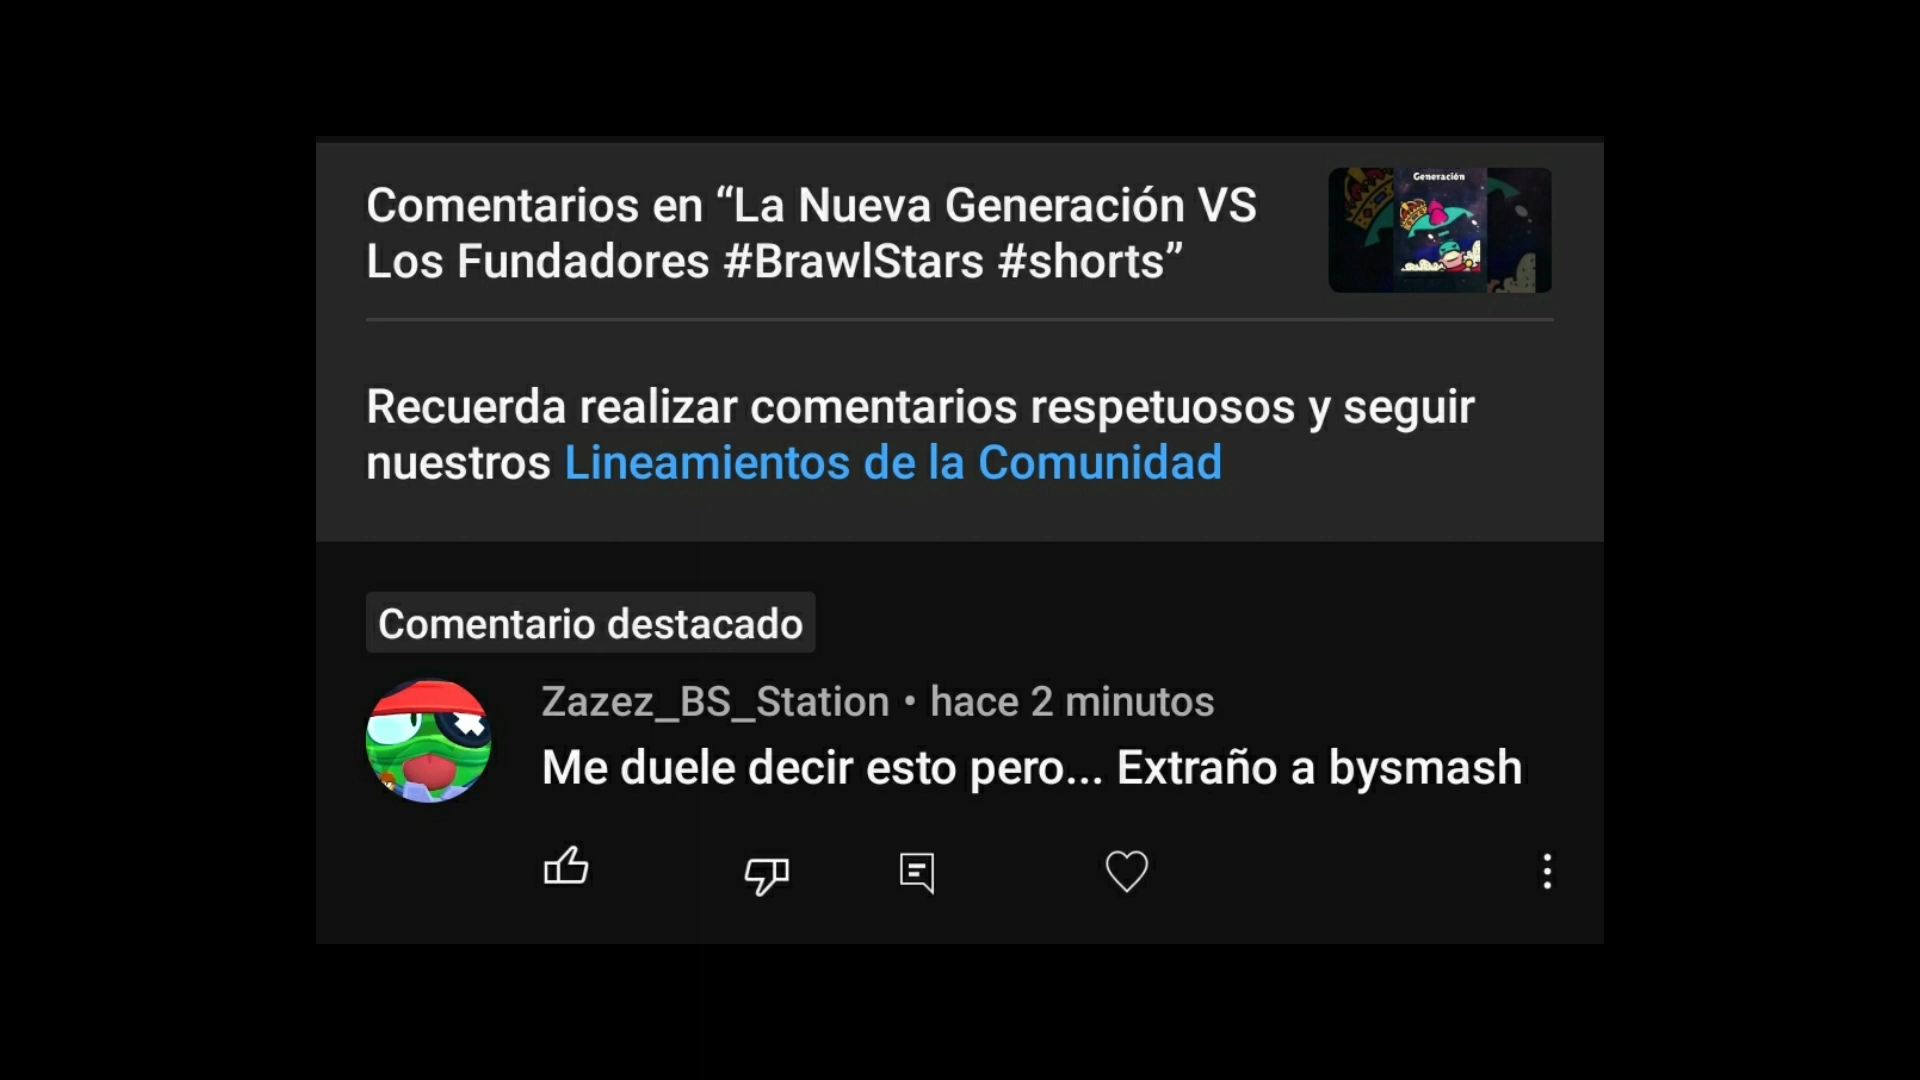 Comentarios en “La Nueva Generación VS
Los Fundadores #BrawlStars #shorts”
Generación
Recuerda realizar comentarios respetuosos y seguir
nuestros Lineamientos de la Comunidad
Comentario destacado
Zazez_BS_Station • hace 2 minutos
Me duele decir esto pero... Extraño a bysmash